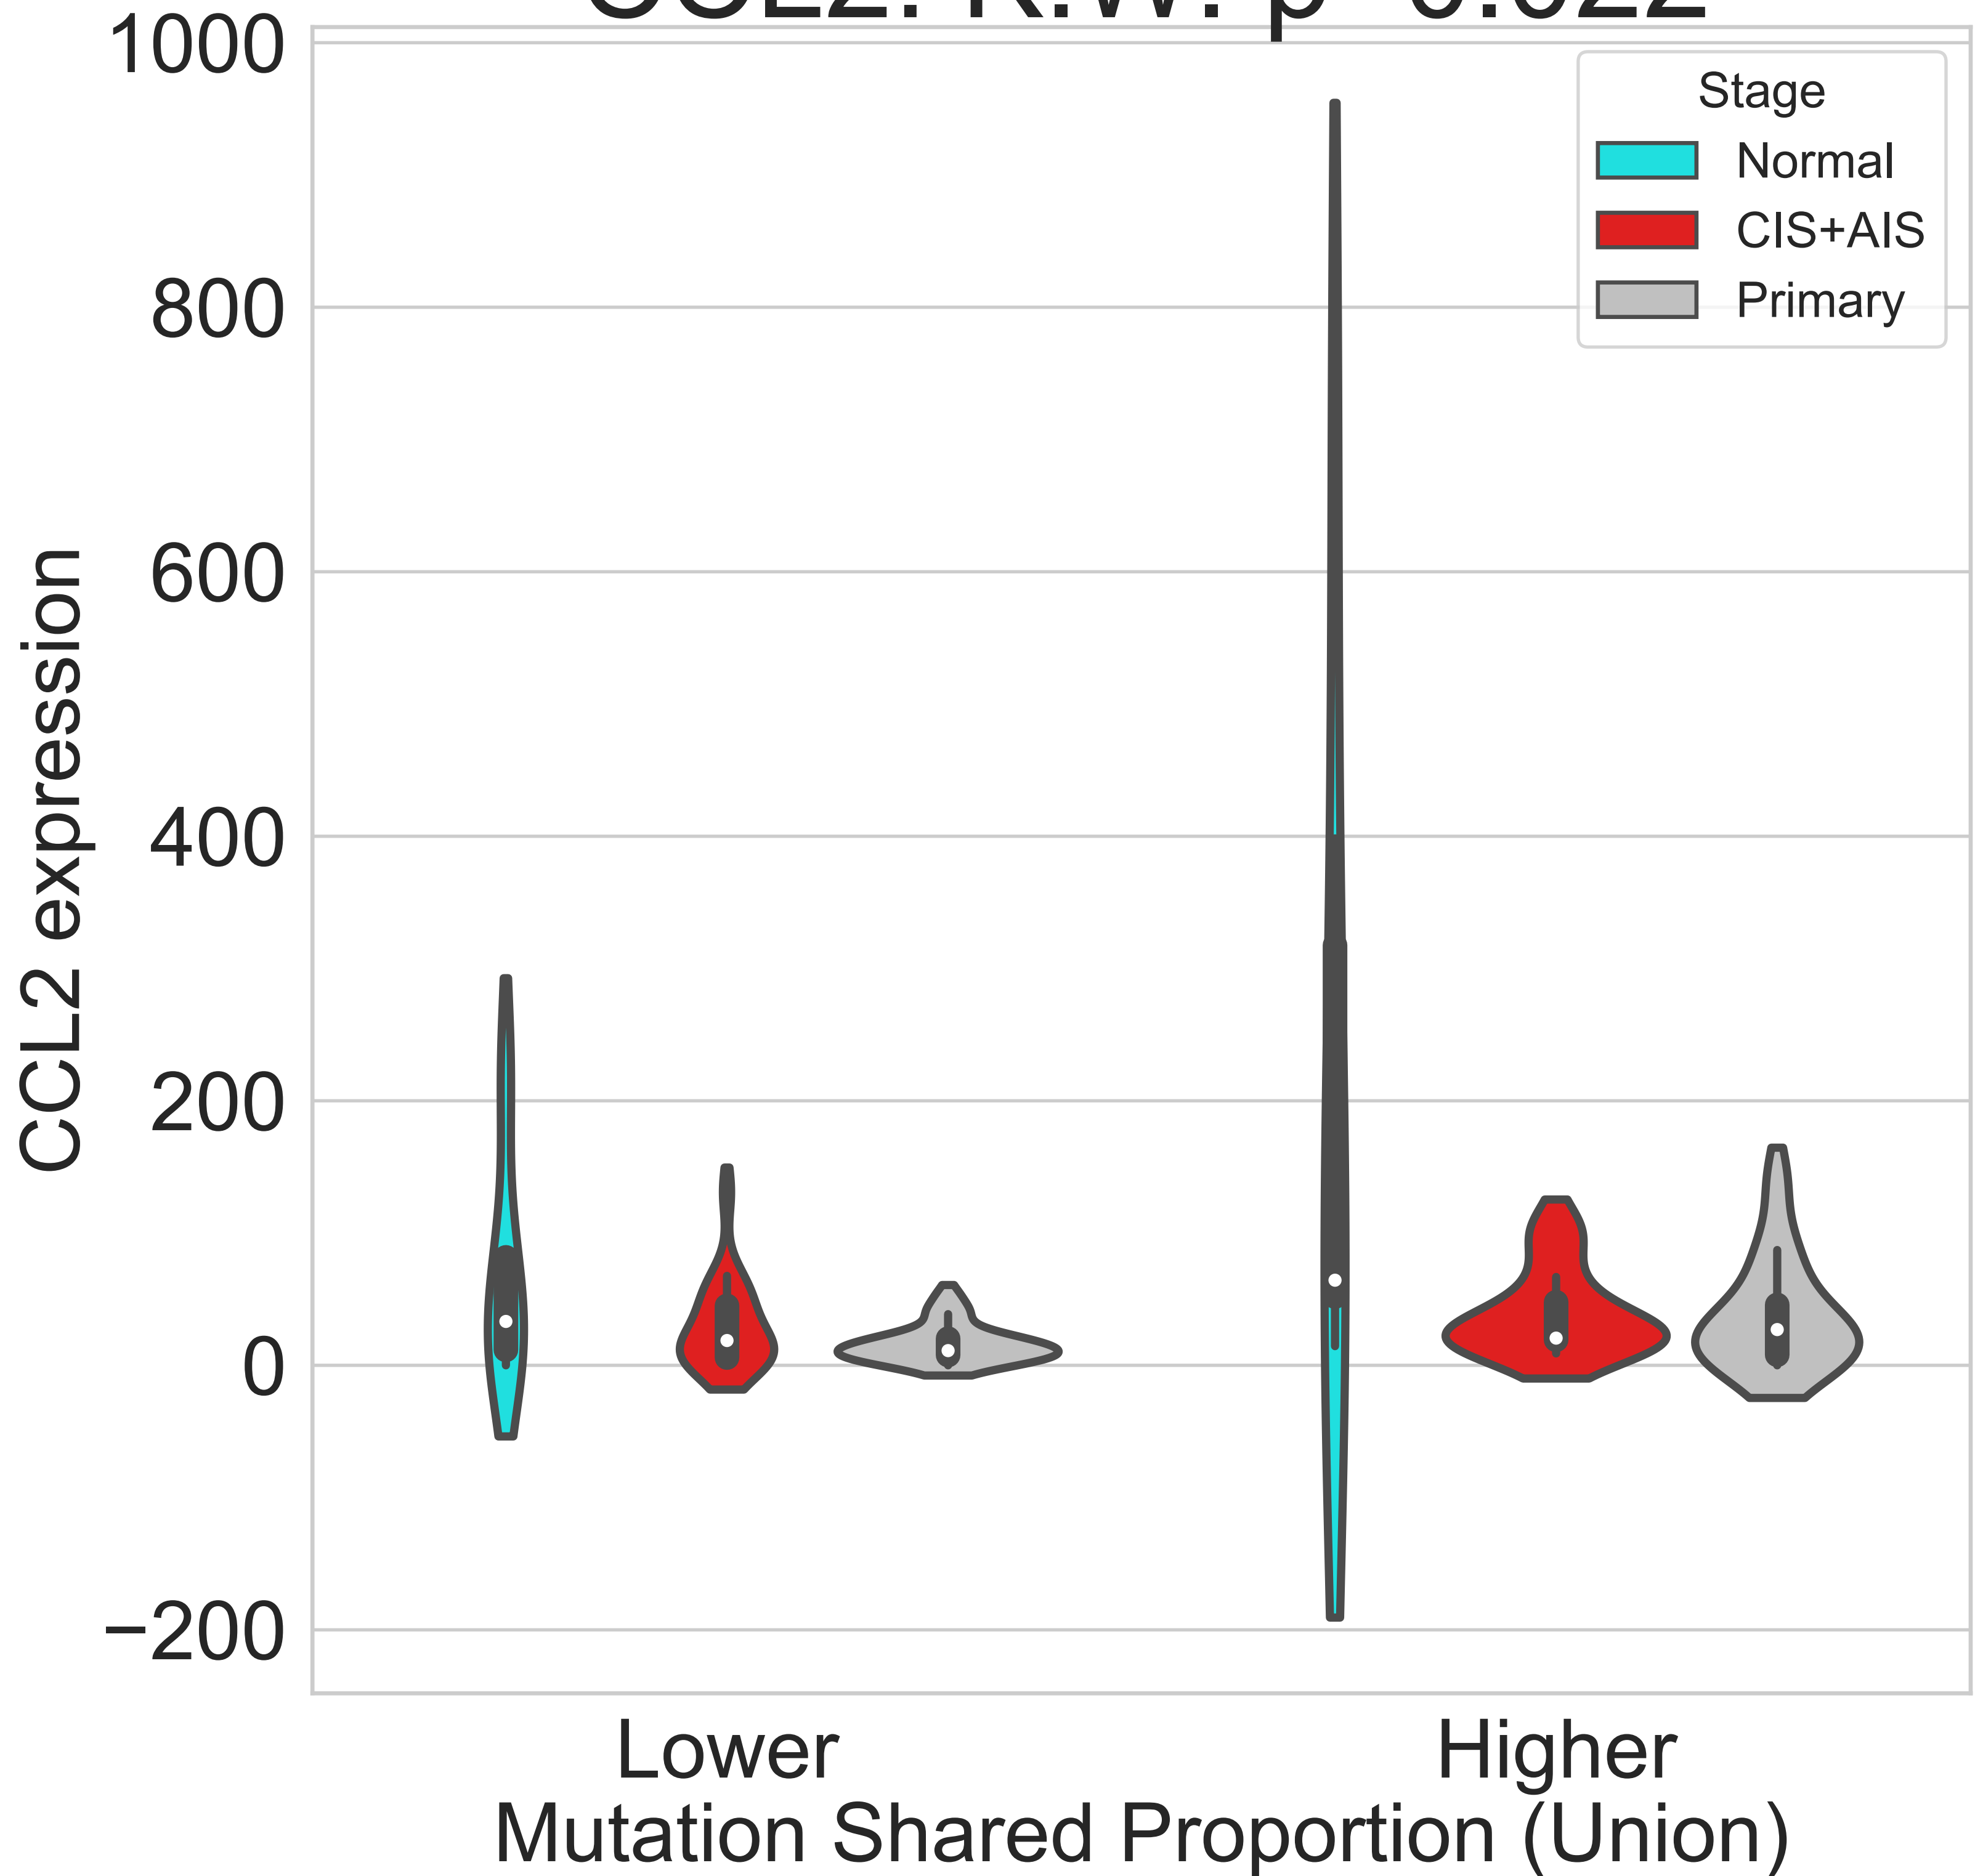 1000
800
600
400
200
0
−200
CCL2 expression
Stage
Normal
CIS+AIS
Primary
Lower
Higher
Mutation Shared Proportion (Union)